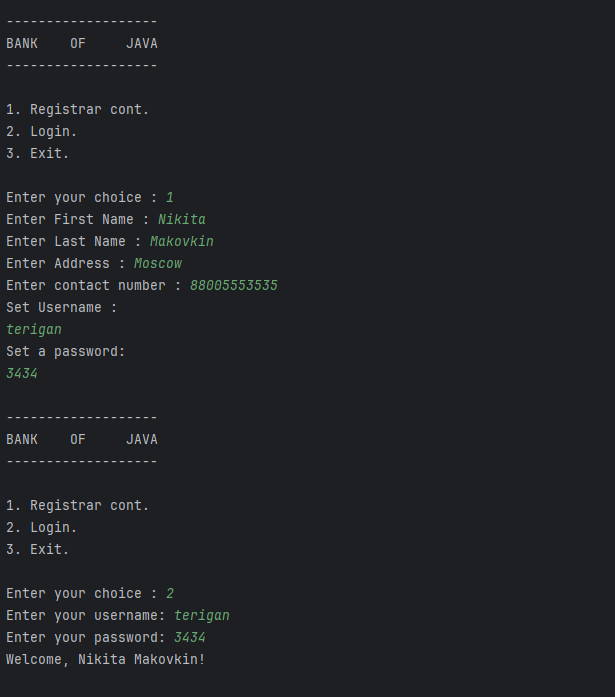 -------------------
BANK    OF     JAVA
-------------------
1. Registrar cont.
2. Login.
3. Exit.
Enter your choice : 1
Enter First Name : Nikita
Enter Last Name : Makovkin
Enter Address : Moscow
Enter contact number : 88005553535
Set Username :
terigan
Set a password:
3434
-------------------
BANK    OF     JAVA
-------------------
1. Registrar cont.
2. Login.
3. Exit.
Enter your choice : 2
Enter your username: terigan
Enter your password: 3434
Welcome, Nikita Makovkin!